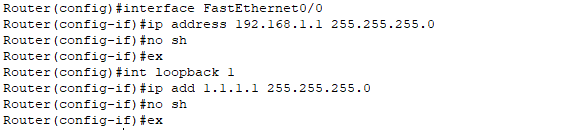 Router(config)#interface FastEthernet0/0
Router(config-if)#ip address 192.168.1.1 255.255.255.0
Router(config-if)#no sh
Router(config-if)#ex
Router(config)#int loopback 1
Router(config-if)#ip add 1.1.1.1 255.255.255.0
Router(config-if)#no sh
Router(config-if)#ex